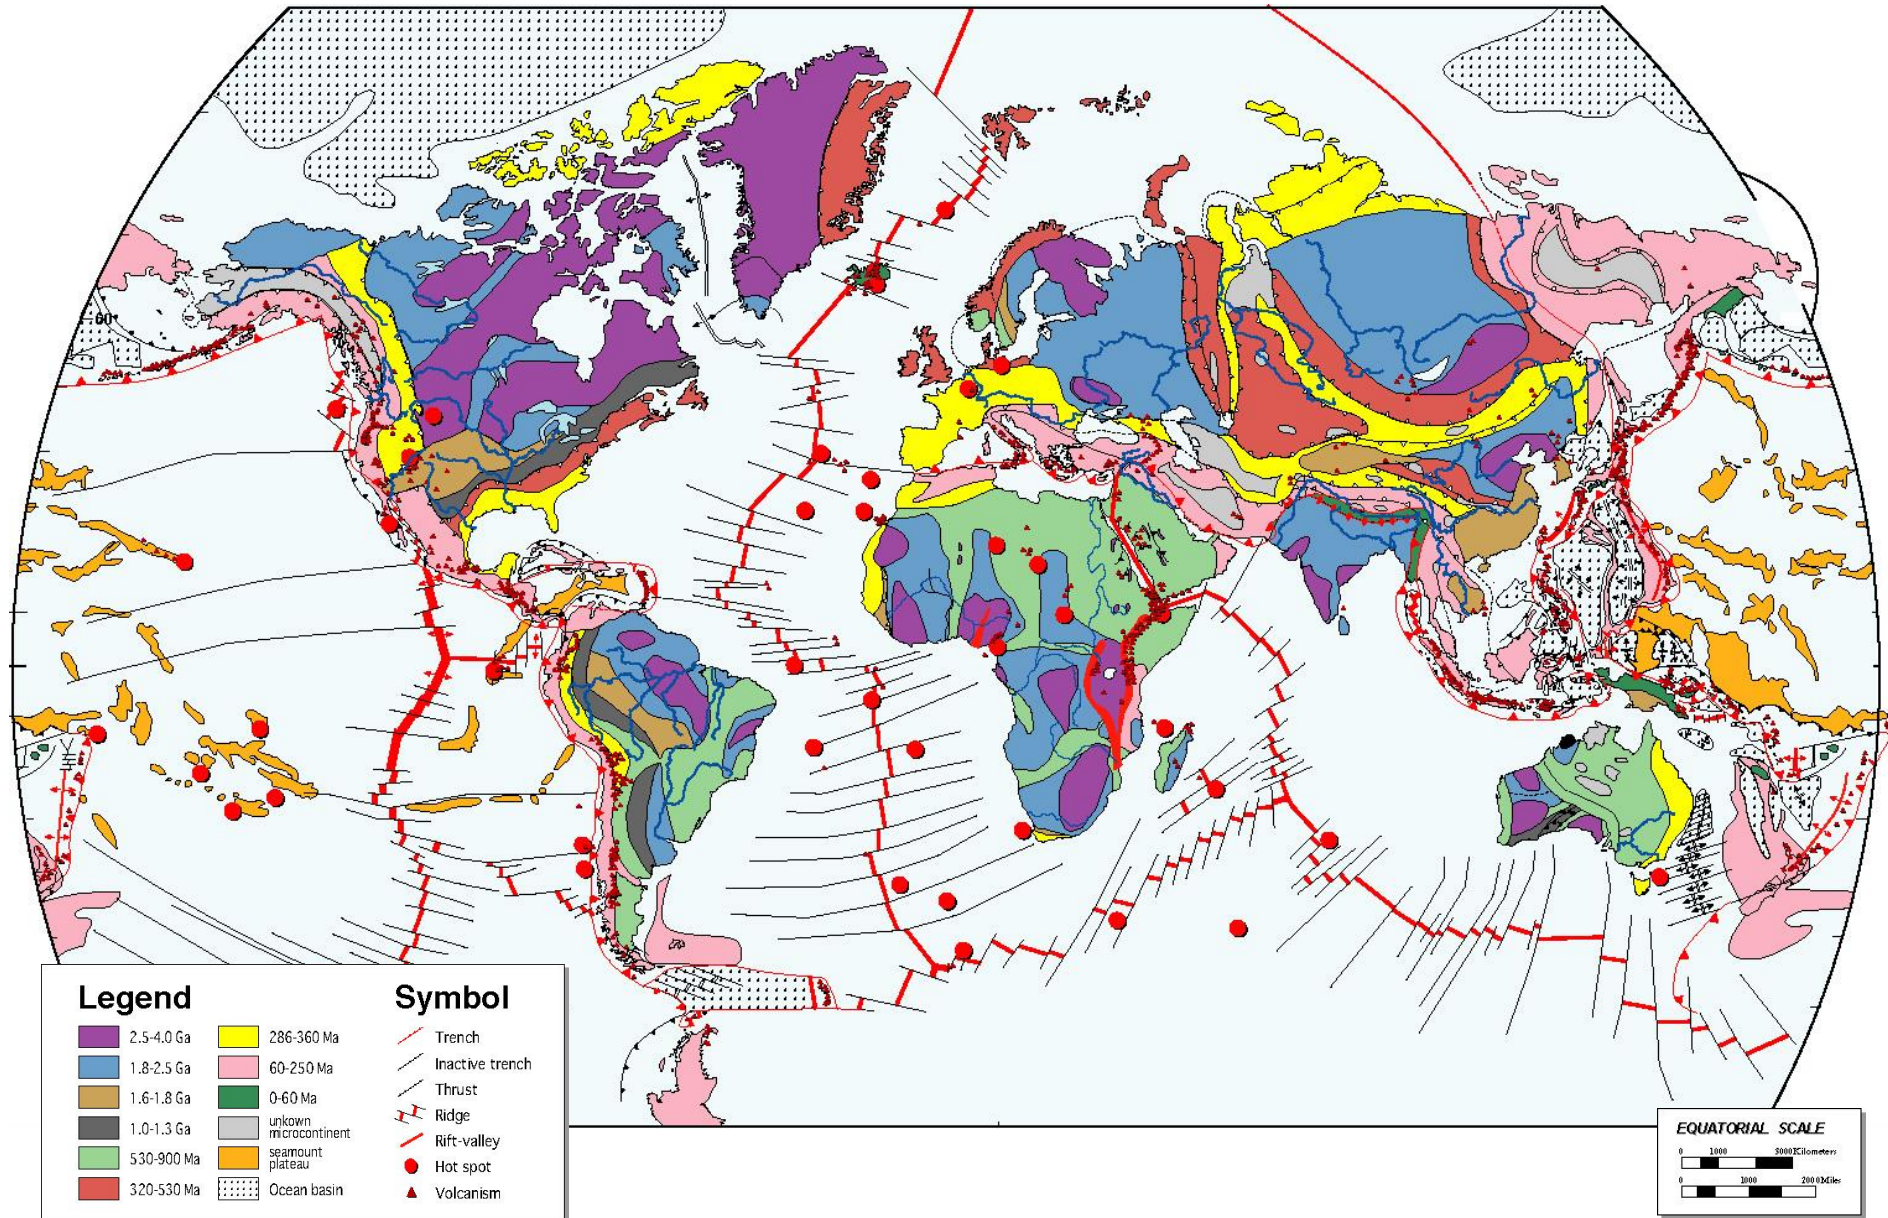 60°
Legend
2.5-4.0 Ga
1.8-2.5 Ga
1.6-1.8 Ga
1.0-1.3 Ga
530-900 Ma
320-530 Ma
286-360 Ma
60-250 Ma
0-60 Ma
unkown
microcontinent
seamount
plateau
Ocean basin
Symbol
Trench
Inactive trench
Thrust
Ridge
Rift-valley
Hot spot
Volcanism
EQUATORIAL SCALE
0 1000 3000 Kilometers
0 1000 2000 Miles